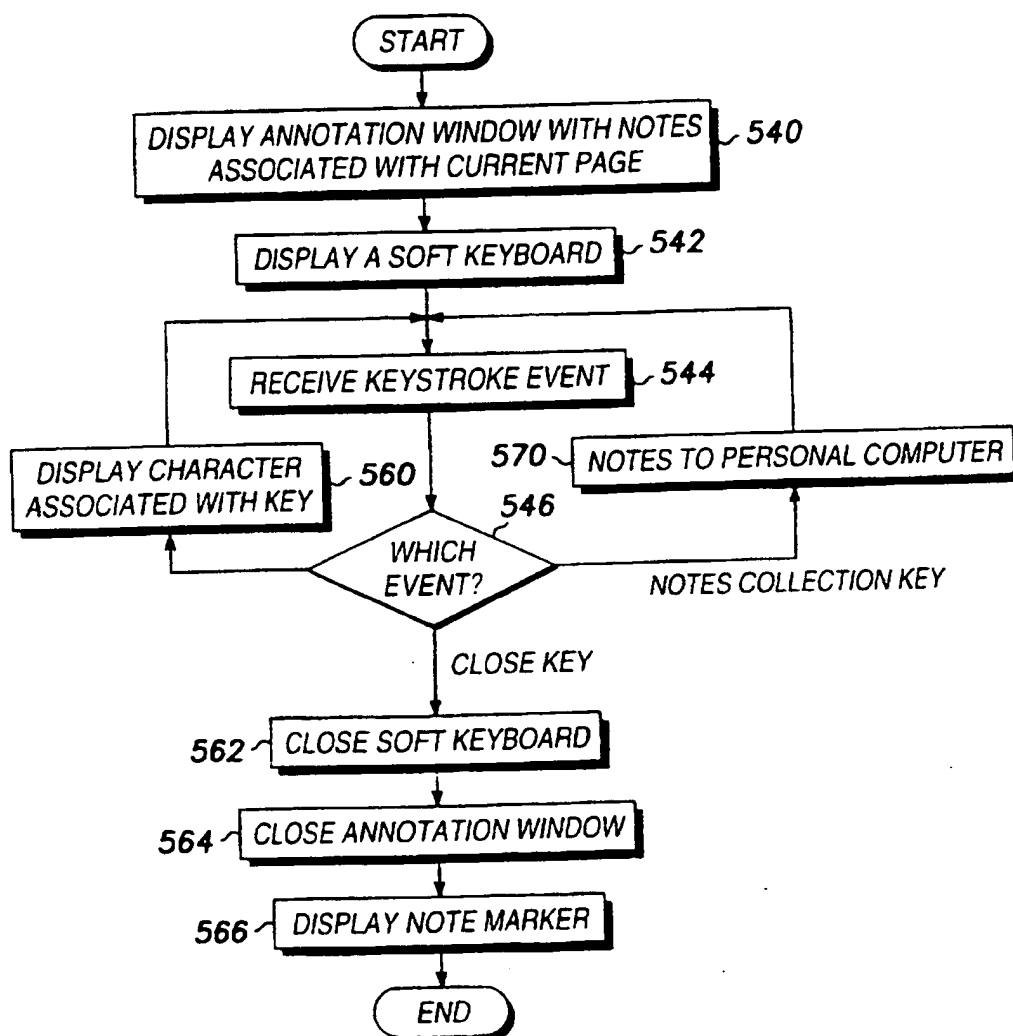 START
DISPLAY ANNOTATION WINDOW WITH NOTES
ASSOCIATED WITH CURRENT PAGE
540
DISPLAY A SOFT KEYBOARD
542
RECEIVE KEYSTROKE EVENT
544
DISPLAY CHARACTER
ASSOCIATED WITH KEY
560
570
NOTES TO PERSONAL COMPUTER
546
WHICH
EVENT?
NOTES COLLECTION KEY
CLOSE KEY
562
CLOSE SOFT KEYBOARD
564
CLOSE ANNOTATION WINDOW
566
DISPLAY NOTE MARKER
END